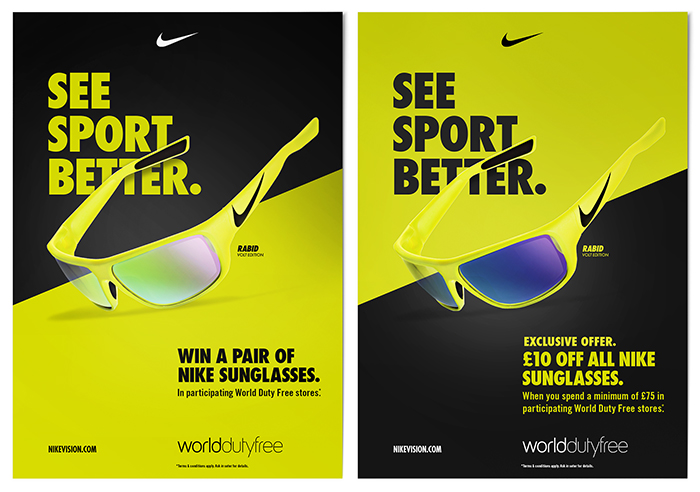 SEE
SPORT
BETTER.
RABID
VOLT EDITION
WIN A PAIR OF
NIKE SUNGLASSES.
In participating World Duty Free stores*.
NIKEVISION.COM
worlddutyfree
*Terms & conditions apply. Ask in store for details.
SEE
SPORT
BETTER.
RABID
VOLT EDITION
EXCLUSIVE OFFER.
£10 OFF ALL NIKE
SUNGLASSES.
When you spend a minimum of £75 in
participating World Duty Free stores*.
NIKEVISION.COM
worlddutyfree
*Terms & conditions apply. Ask in store for details.